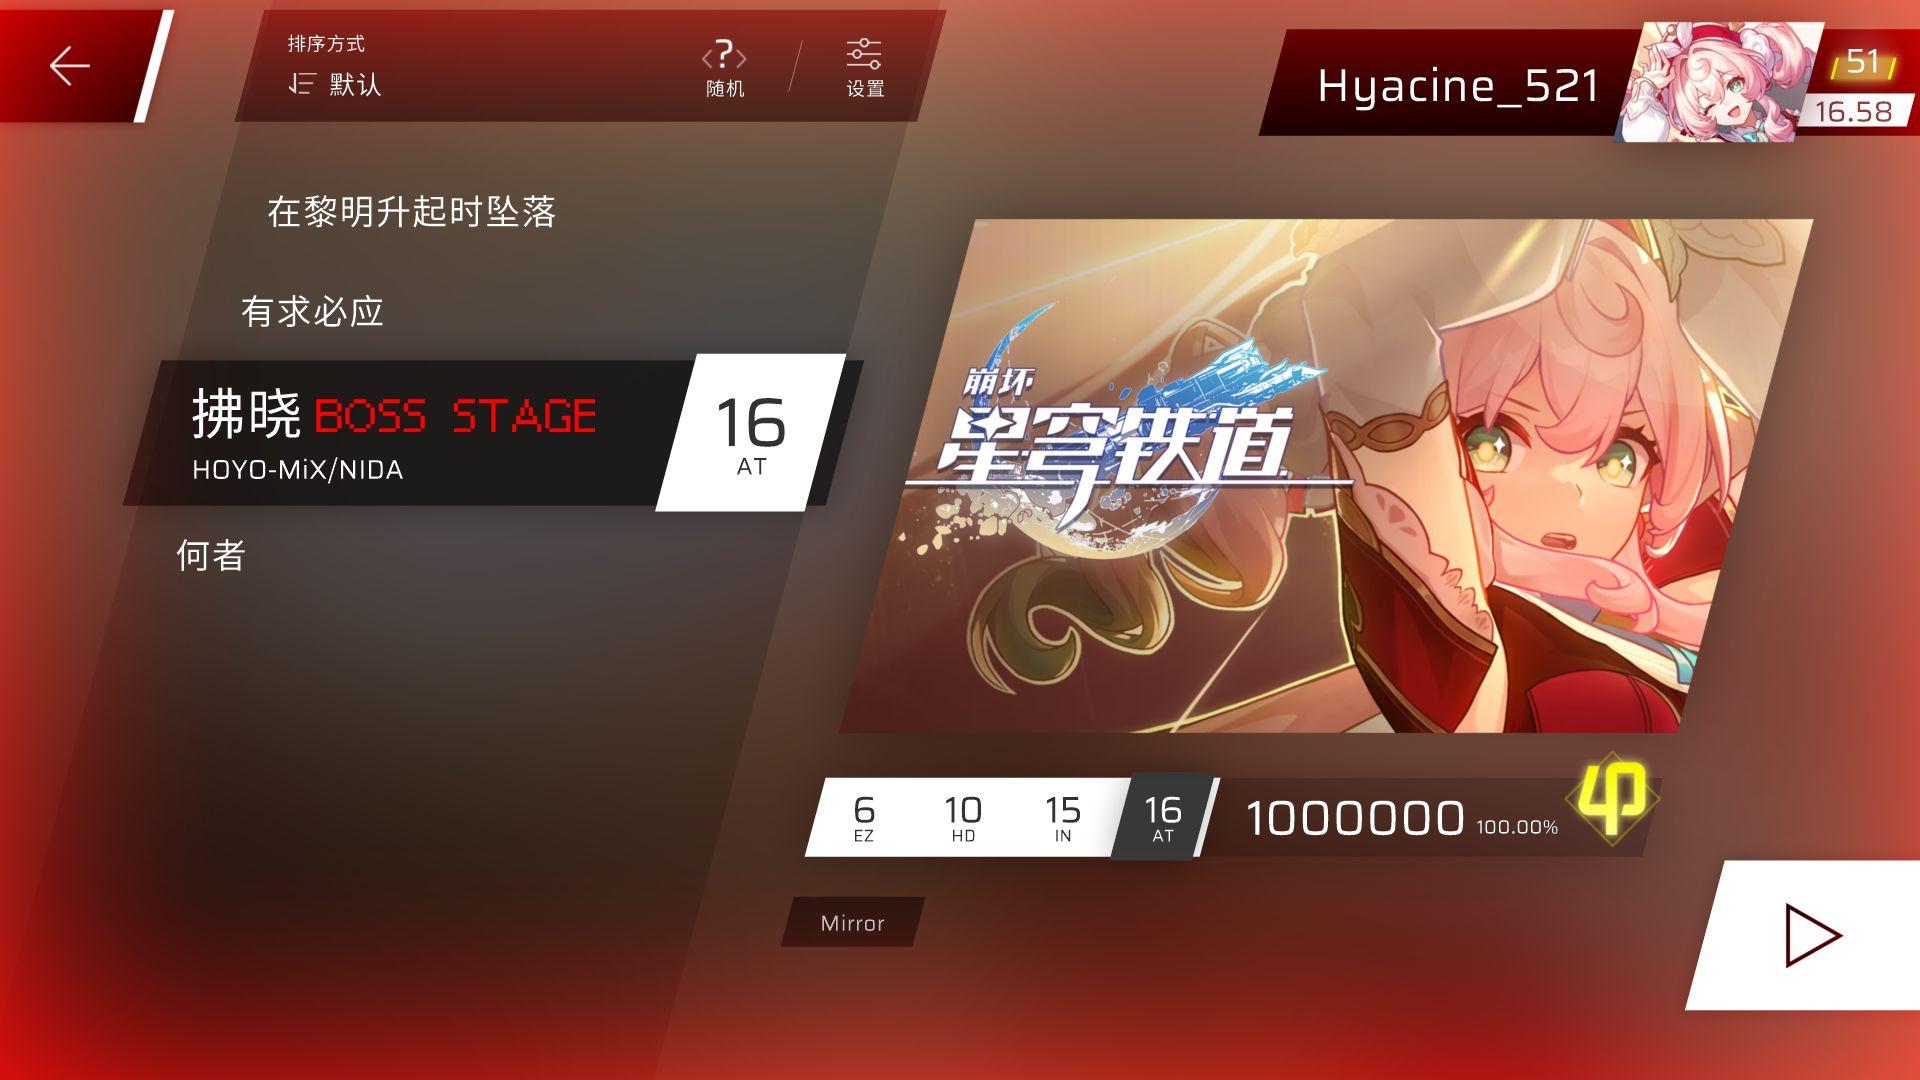 排序方式
默认
?
随机
设置
Hyacine_521
51
16.58
在黎明升起时坠落
有求必应
拂晓 BOSS STAGE
HOYO-MiX/NIDA
16
AT
何者
崩坏
星穹铁道
6
EZ
10
HD
15
IN
16
AT
1000000 100.00%
φ
Mirror